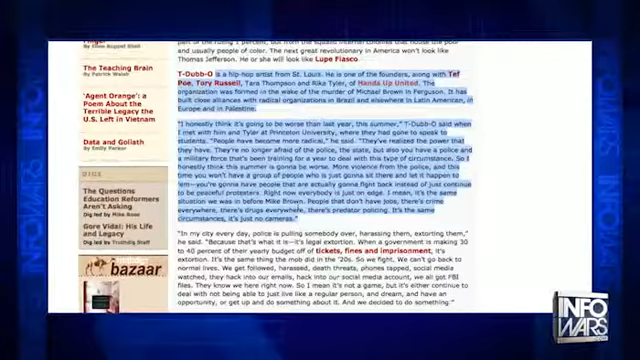 By Chris Rupert Bliell
The Teaching Brain
By Patrick Walsh
'Agent Orange': a
Poem About the
Terrible Legacy the
U.S. Left in Vietnam
Data and Goliath
By Emily Parker
DIGS
The Questions
Education Reformers
Aren't Asking
Dig led by Mike Rose
Gore Vidal: His Life
and Legacy
Dig led by Truthdig Staff
bazaar
and usually people of color. The next great revolutionary in America won't look like
Thomas Jefferson. He or she will look like Lupe Fiasco.
T-Dubb-O is a hip-hop artist from St. Louis. He is one of the founders, along with Tef
Poe, Tory Russell, Tara Thompson and Rika Tyler, of Hands Up United. The
organization was formed in the wake of the murder of Michael Brown in Ferguson. It has
built close alliances with radical organizations in Brazil and elsewhere in Latin American, in
Europe and in Palestine.
"I honestly think it's going to be worse than last year, this summer," T-Dubb-O said when
I met with him and Tyler at Princeton University, where they had gone to speak to
students. "People have become more radical," he said. "They've realized the power that
they have. They're no longer afraid of the police, the state, but also you have a police and
a military force that's been training for a year to deal with this type of circumstance. So I
honestly think this summer is gonna be worse. More violence from the police, and this
time you won't have a group of people who is just gonna sit there and let it happen to
'em—you're gonna have people that are actually gonna fight back instead of just continue
to be peaceful protesters. Right now everybody is just on edge. I mean, it's the same
situation we was in before Mike Brown. People that don't have jobs, there's crime
everywhere, there's drugs everywhere, there's predator policing. It's the same
circumstances, it's just no cameras."
"In my city every day, police is pulling somebody over, harassing them, extorting them,"
he said. "Because that's what it is—it's legal extortion. When a government is making 30
to 40 percent of their yearly budget off of tickets, fines and imprisonment, it's
extortion. It's the same thing the mob did in the '20s. So we fight. We can't go back to
normal lives. We get followed, harassed, death threats, phones tapped, social media
watched, they hack into our emails, hack into our social media account, we all got FBI
files. They know we here right now. So I mean it's not a game, but it's either continue to
deal with not being able to just live like a regular person, and dream, and have an
opportunity, or get up and do something about it. And we decided to do something."
INFO
WARS